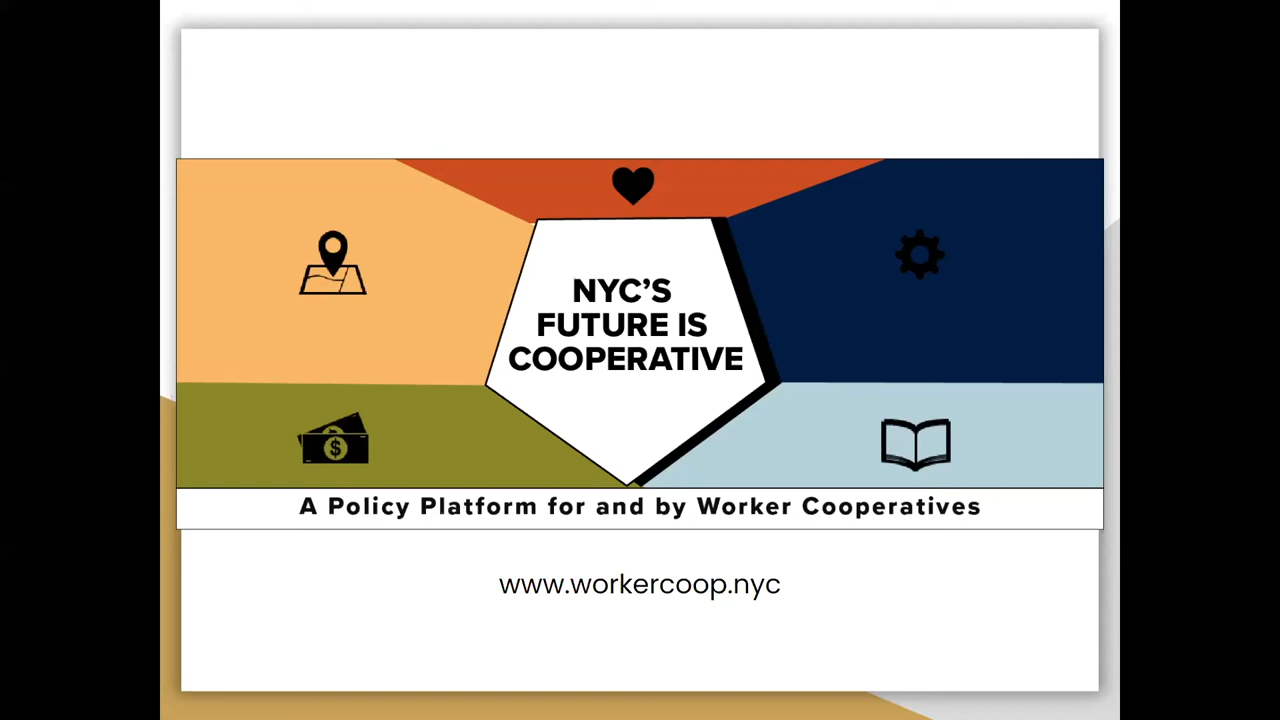 NYC’S
FUTURE IS
COOPERATIVE
$
A Policy Platform for and by Worker Cooperatives
www.workercoop.nyc